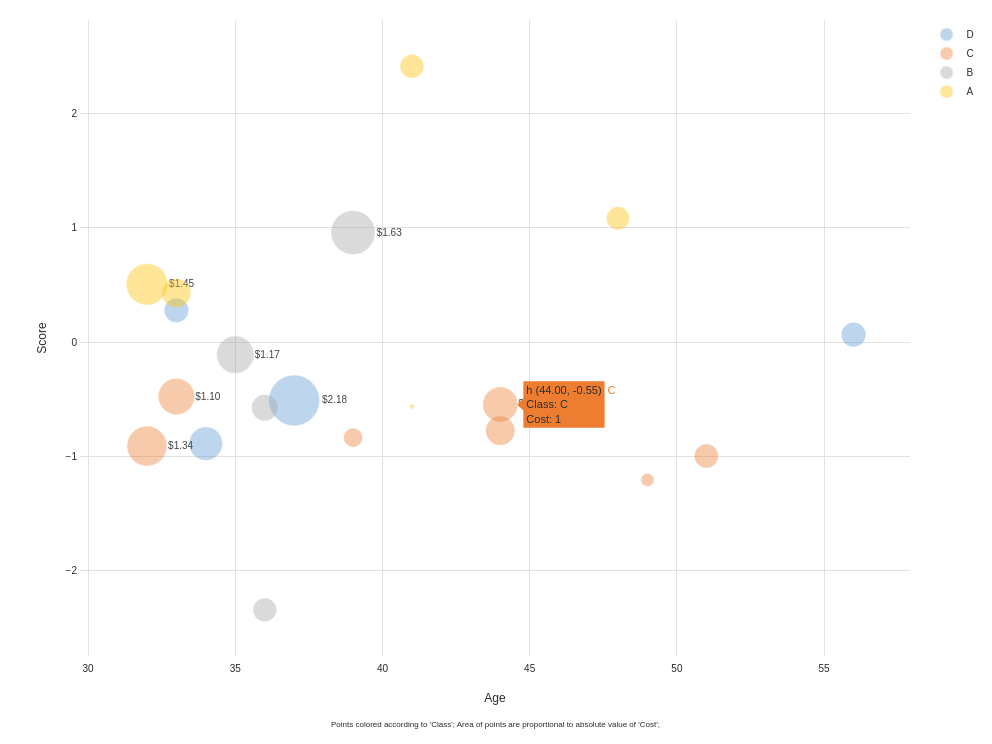 D
C
B
A
2
1
0
−1
−2
Score
$1.63
$1.45
$1.17
$1.10
$2.18
$1.34
h (44.00, -0.55) C
Class: C
Cost: 1
30
35
40
45
50
55
Age
Points colored according to 'Class'; Area of points are proportional to absolute value of 'Cost';